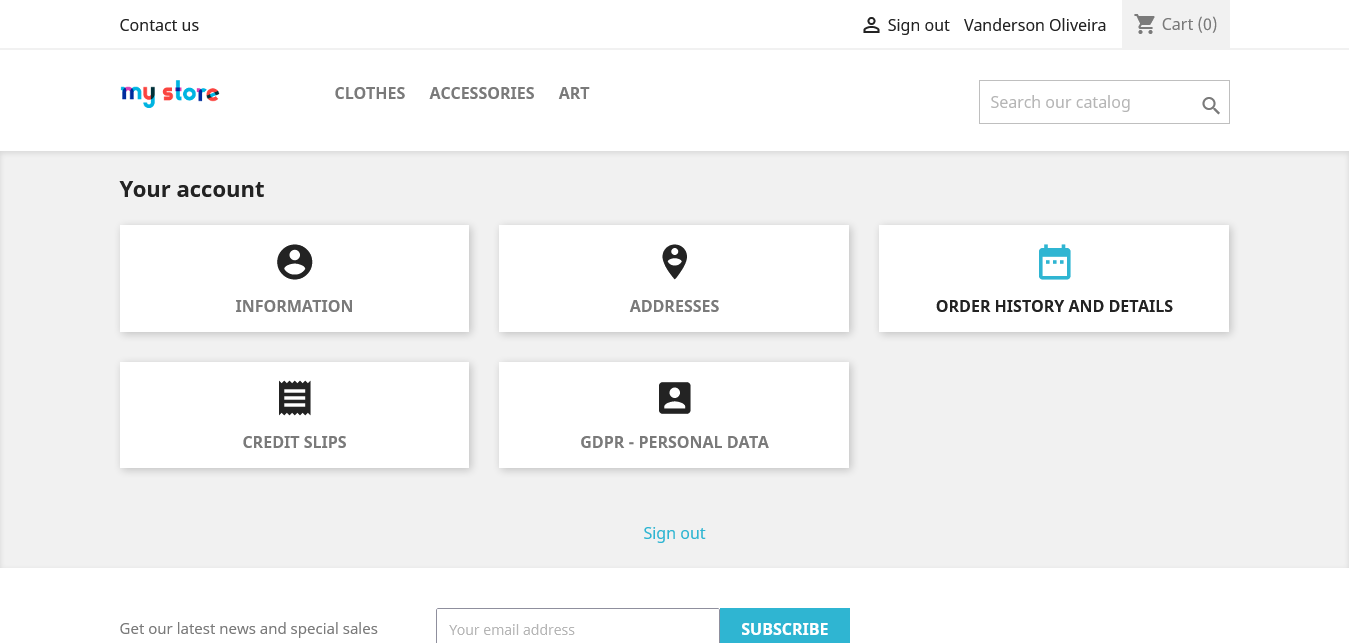 Contact us
Sign out Vanderson Oliveira Cart (0)
my store
CLOTHES ACCESSORIES ART
Search our catalog
Your account
INFORMATION
ADDRESSES
ORDER HISTORY AND DETAILS
CREDIT SLIPS
GDPR - PERSONAL DATA
Sign out
Get our latest news and special sales
Your email address
SUBSCRIBE